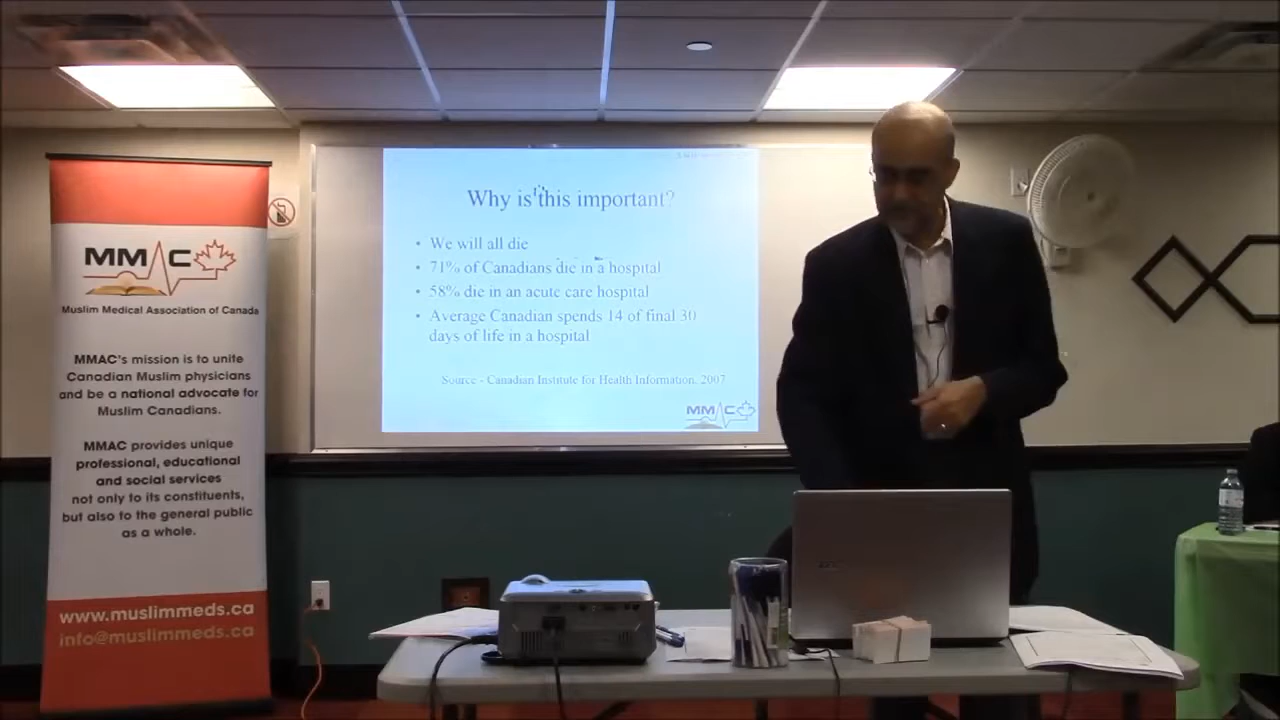 MMAC
Muslim Medical Association of Canada
MMAC's mission is to unite
Canadian Muslim physicians
and be a national advocate for
Muslim Canadians.
MMAC provides unique
professional, educational
and social services
not only to its constituents,
but also to the general public
as a whole.
www.muslimmeds.ca
info@muslimmeds.ca
Why is this important?
• We will all die
• 71% of Canadians die in a hospital
• 58% die in an acute care hospital
• Average Canadian spends 14 of final 30
days of life in a hospital
Source - Canadian Institute for Health Information, 2007
MMAC